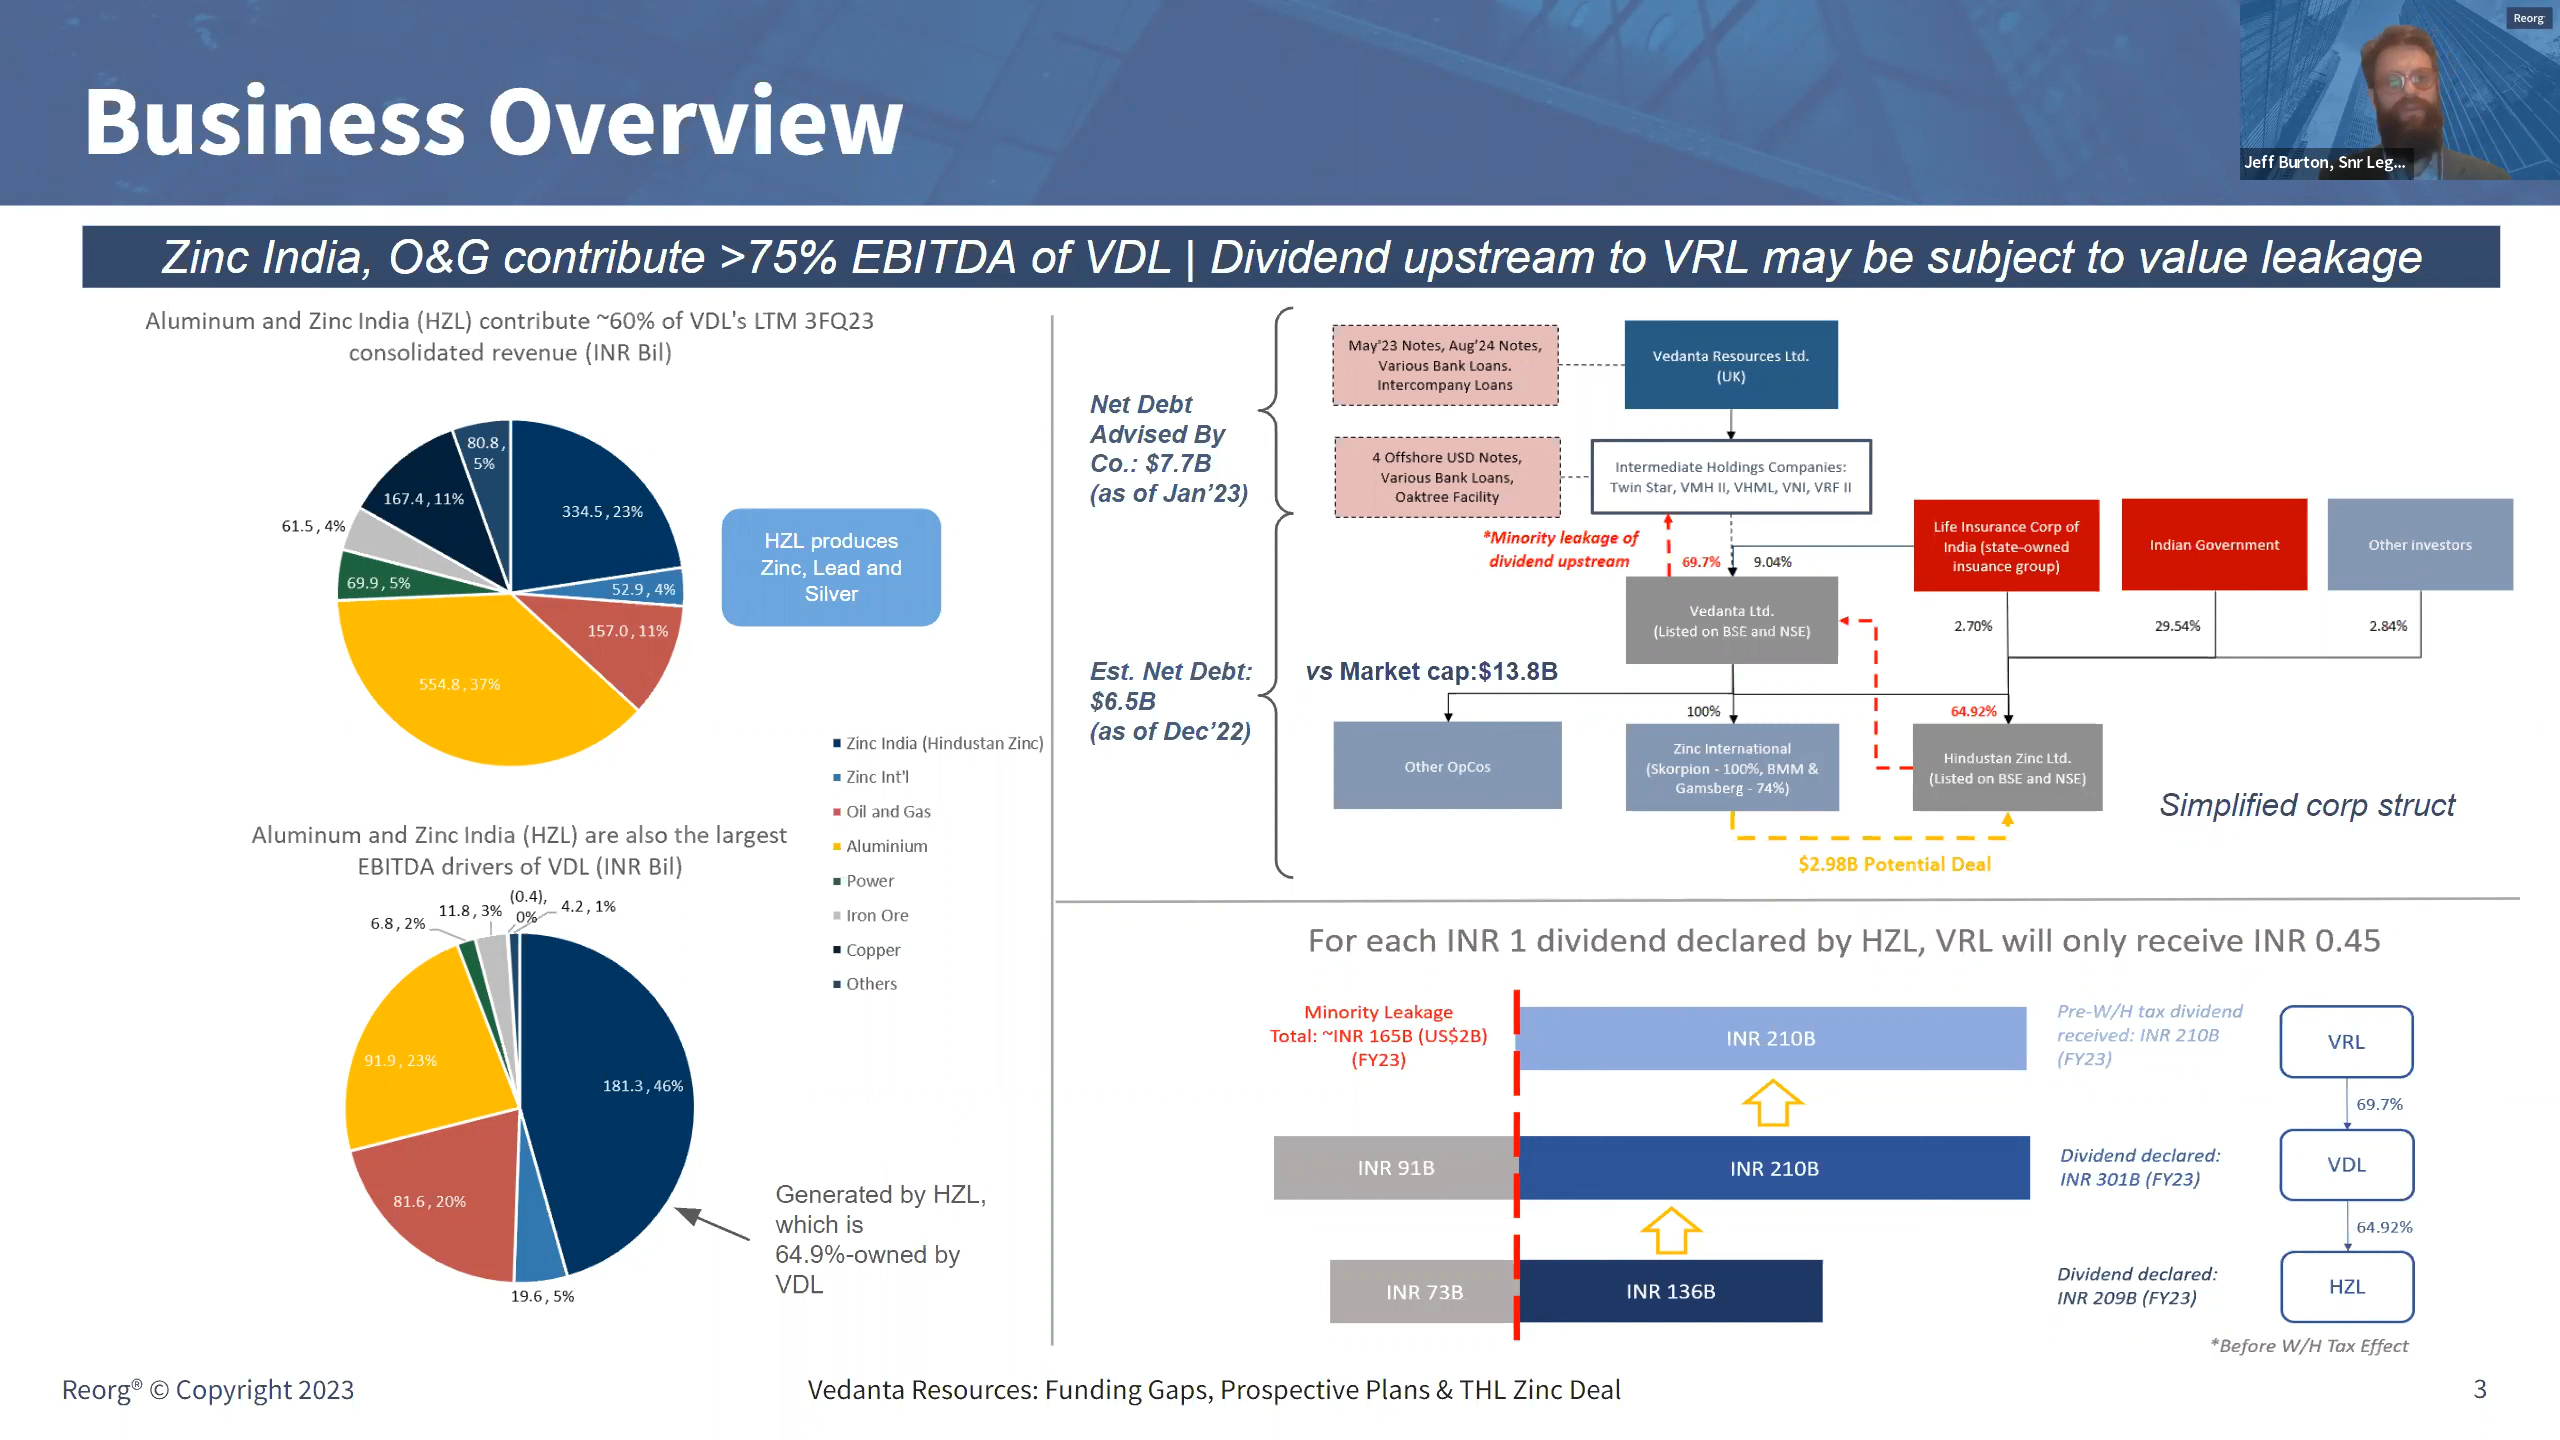 Business Overview
Reorg
Jeff Burton, Snr Leg...
Zinc India, O&G contribute >75% EBITDA of VDL | Dividend upstream to VRL may be subject to value leakage
Aluminum and Zinc India (HZL) contribute ~60% of VDL's LTM 3FQ23
consolidated revenue (INR Bil)
80.8,
5%
167.4, 11%
334.5, 23%
61.5, 4%
69.9, 5%
52.9, 4%
157.0, 11%
554.8, 37%
HZL produces
Zinc, Lead and
Silver
Zinc India (Hindustan Zinc)
Zinc Int'l
Oil and Gas
Aluminium
Power
Iron Ore
Copper
Others
Aluminum and Zinc India (HZL) are also the largest
EBITDA drivers of VDL (INR Bil)
6.8, 2%
11.8, 3%
(0.4),
0%
4.2, 1%
91.9, 23%
181.3, 46%
81.6, 20%
19.6, 5%
Generated by HZL,
which is
64.9%-owned by
VDL
Net Debt
Advised By
Co.: $7.7B
(as of Jan'23)
Est. Net Debt:
$6.5B
(as of Dec'22)
vs Market cap:$13.8B
May'23 Notes, Aug'24 Notes,
Various Bank Loans.
Intercompany Loans
Vedanta Resources Ltd.
(UK)
4 Offshore USD Notes,
Various Bank Loans,
Oaktree Facility
Intermediate Holdings Companies:
Twin Star, VMH II, VHML, VNI, VRF II
*Minority leakage of
dividend upstream
69.7%
9.04%
Life Insurance Corp of
India (state-owned
insuance group)
Indian Government
Other investors
Vedanta Ltd.
(Listed on BSE and NSE)
2.70%
29.54%
2.84%
100%
64.92%
Other OpCos
Zinc International
(Skorpion - 100%, BMM &
Gamsberg - 74%)
Hindustan Zinc Ltd.
(Listed on BSE and NSE)
Simplified corp struct
$2.98B Potential Deal
For each INR 1 dividend declared by HZL, VRL will only receive INR 0.45
Minority Leakage
Total: ~INR 165B (US$2B)
(FY23)
INR 210B
Pre-W/H tax dividend
received: INR 210B
(FY23)
VRL
69.7%
INR 91B
INR 210B
Dividend declared:
INR 301B (FY23)
VDL
64.92%
INR 73B
INR 136B
Dividend declared:
INR 209B (FY23)
HZL
*Before W/H Tax Effect
Reorg® © Copyright 2023
Vedanta Resources: Funding Gaps, Prospective Plans & THL Zinc Deal
3